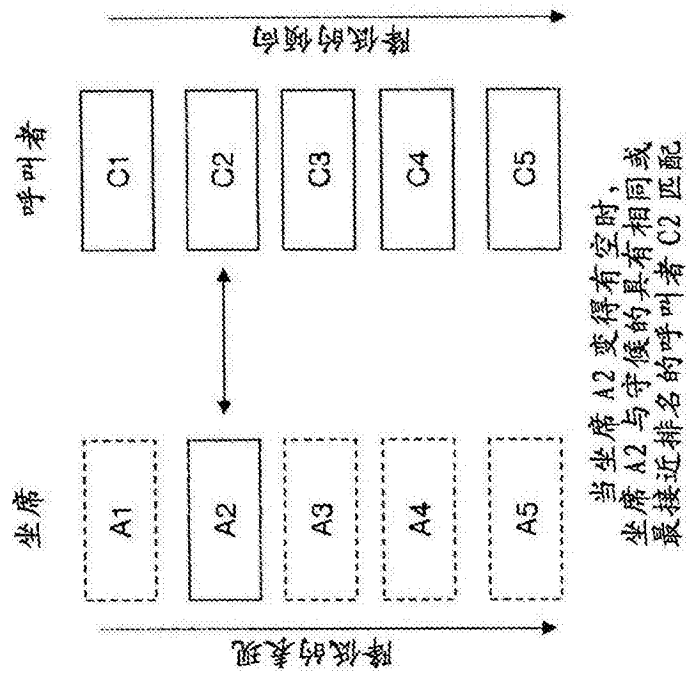 坐席
呼叫者
降低的表现
降低的倾向
A1
C1
A2
C2
A3
C3
A4
C4
A5
C5
当坐席 A2 变得有空时，
坐席 A2 与守候的具有相同或
最接近排名的呼叫者 C2 匹配